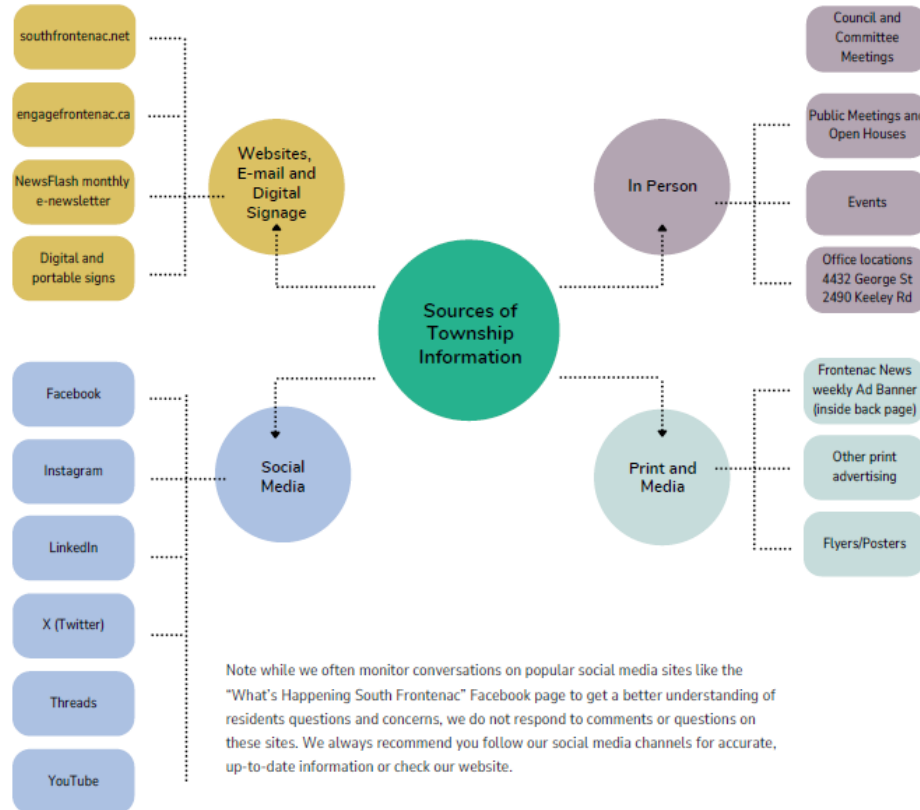 southfrontenac.net
engagefrontenac.ca
NewsFlash monthly
e-newsletter
Digital and
portable signs
Websites,
E-mail and
Digital
Signage
In Person
Council and
Committee
Meetings
Public Meetings and
Open Houses
Events
Office locations
4432 George St
2490 Keeley Rd
Sources of
Township
Information
Facebook
Instagram
LinkedIn
X (Twitter)
Threads
YouTube
Social
Media
Print and
Media
Frontenac News
weekly Ad Banner
(inside back page)
Other print
advertising
Flyers/Posters
Note while we often monitor conversations on popular social media sites like the
“What’s Happening South Frontenac” Facebook page to get a better understanding of
residents questions and concerns, we do not respond to comments or questions on
these sites. We always recommend you follow our social media channels for accurate,
up-to-date information or check our website.